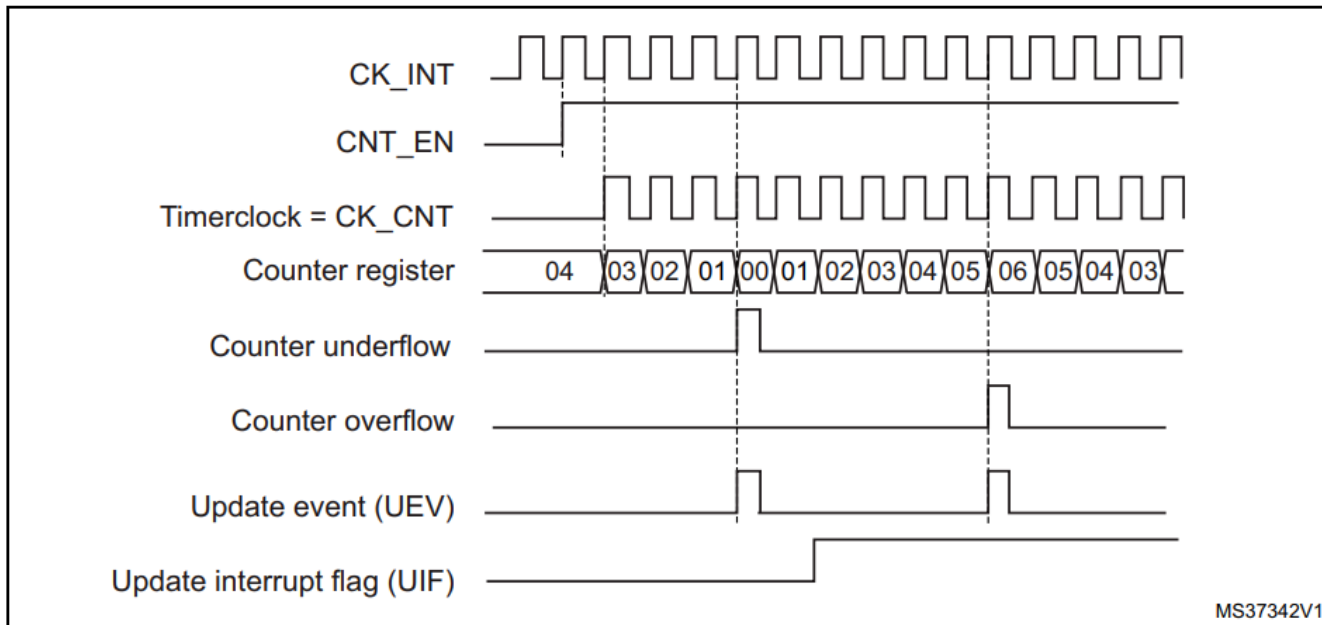 CK_INT
CNT_EN
Timerclock = CK_CNT
Counter register 04 03 02 01 00 01 02 03 04 05 06 05 04 03
Counter underflow
Counter overflow
Update event (UEV)
Update interrupt flag (UIF)
MS37342V1